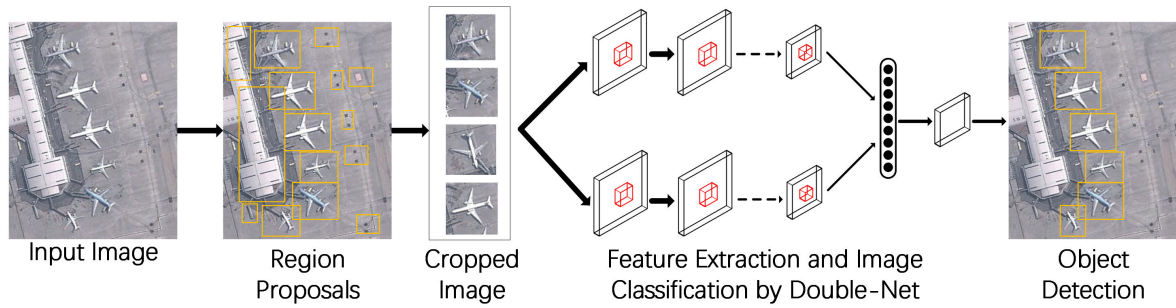 Input Image
Region
Proposals
Cropped
Image
Feature Extraction and Image
Classification by Double-Net
Object
Detection